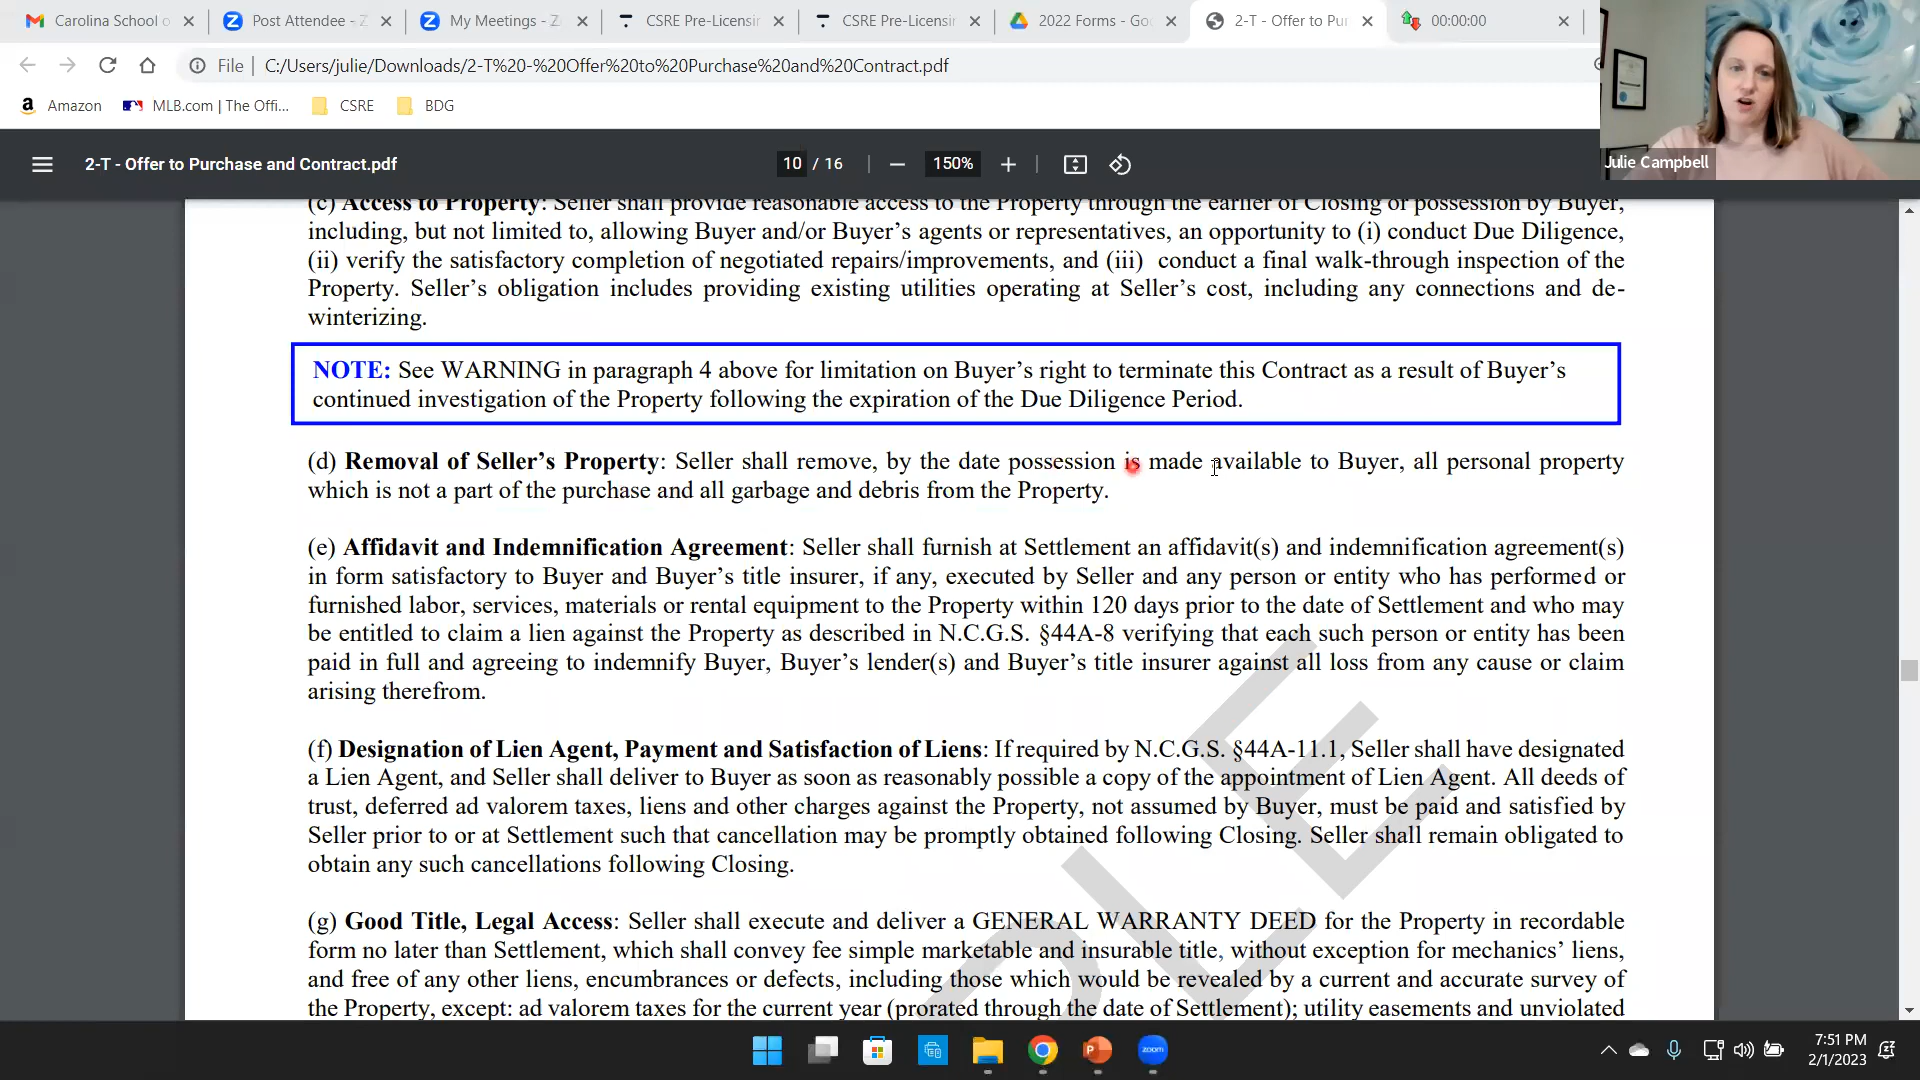 Carolina School o
Post Attendee - Z
My Meetings - Z
CSRE Pre-Licensin
CSRE Pre-Licensin
2022 Forms - Goo
2-T - Offer to Pur
00:00:00
File | C:/Users/julie/Downloads/2-T%20-%20Offer%20to%20Purchase%20and%20Contract.pdf
Amazon
MLB.com | The Offi...
CSRE
BDG
Julie Campbell
2-T - Offer to Purchase and Contract.pdf
10 / 16
150%
(c) Access to Property: Seller shall provide reasonable access to the Property through the earlier of Closing or possession by Buyer,
including, but not limited to, allowing Buyer and/or Buyer's agents or representatives, an opportunity to (i) conduct Due Diligence,
(ii) verify the satisfactory completion of negotiated repairs/improvements, and (iii) conduct a final walk-through inspection of the
Property. Seller's obligation includes providing existing utilities operating at Seller's cost, including any connections and de-
winterizing.
NOTE: See WARNING in paragraph 4 above for limitation on Buyer's right to terminate this Contract as a result of Buyer's
continued investigation of the Property following the expiration of the Due Diligence Period.
(d) Removal of Seller's Property: Seller shall remove, by the date possession is made available to Buyer, all personal property
which is not a part of the purchase and all garbage and debris from the Property.
(e) Affidavit and Indemnification Agreement: Seller shall furnish at Settlement an affidavit(s) and indemnification agreement(s)
in form satisfactory to Buyer and Buyer's title insurer, if any, executed by Seller and any person or entity who has performed or
furnished labor, services, materials or rental equipment to the Property within 120 days prior to the date of Settlement and who may
be entitled to claim a lien against the Property as described in N.C.G.S. §44A-8 verifying that each such person or entity has been
paid in full and agreeing to indemnify Buyer, Buyer's lender(s) and Buyer's title insurer against all loss from any cause or claim
arising therefrom.
(f) Designation of Lien Agent, Payment and Satisfaction of Liens: If required by N.C.G.S. §44A-11.1, Seller shall have designated
a Lien Agent, and Seller shall deliver to Buyer as soon as reasonably possible a copy of the appointment of Lien Agent. All deeds of
trust, deferred ad valorem taxes, liens and other charges against the Property, not assumed by Buyer, must be paid and satisfied by
Seller prior to or at Settlement such that cancellation may be promptly obtained following Closing. Seller shall remain obligated to
obtain any such cancellations following Closing.
(g) Good Title, Legal Access: Seller shall execute and deliver a GENERAL WARRANTY DEED for the Property in recordable
form no later than Settlement, which shall convey fee simple marketable and insurable title, without exception for mechanics' liens,
and free of any other liens, encumbrances or defects, including those which would be revealed by a current and accurate survey of
the Property, except: ad valorem taxes for the current year (prorated through the date of Settlement); utility easements and unviolated
PLE
zoom
7:51 PM
2/1/2023